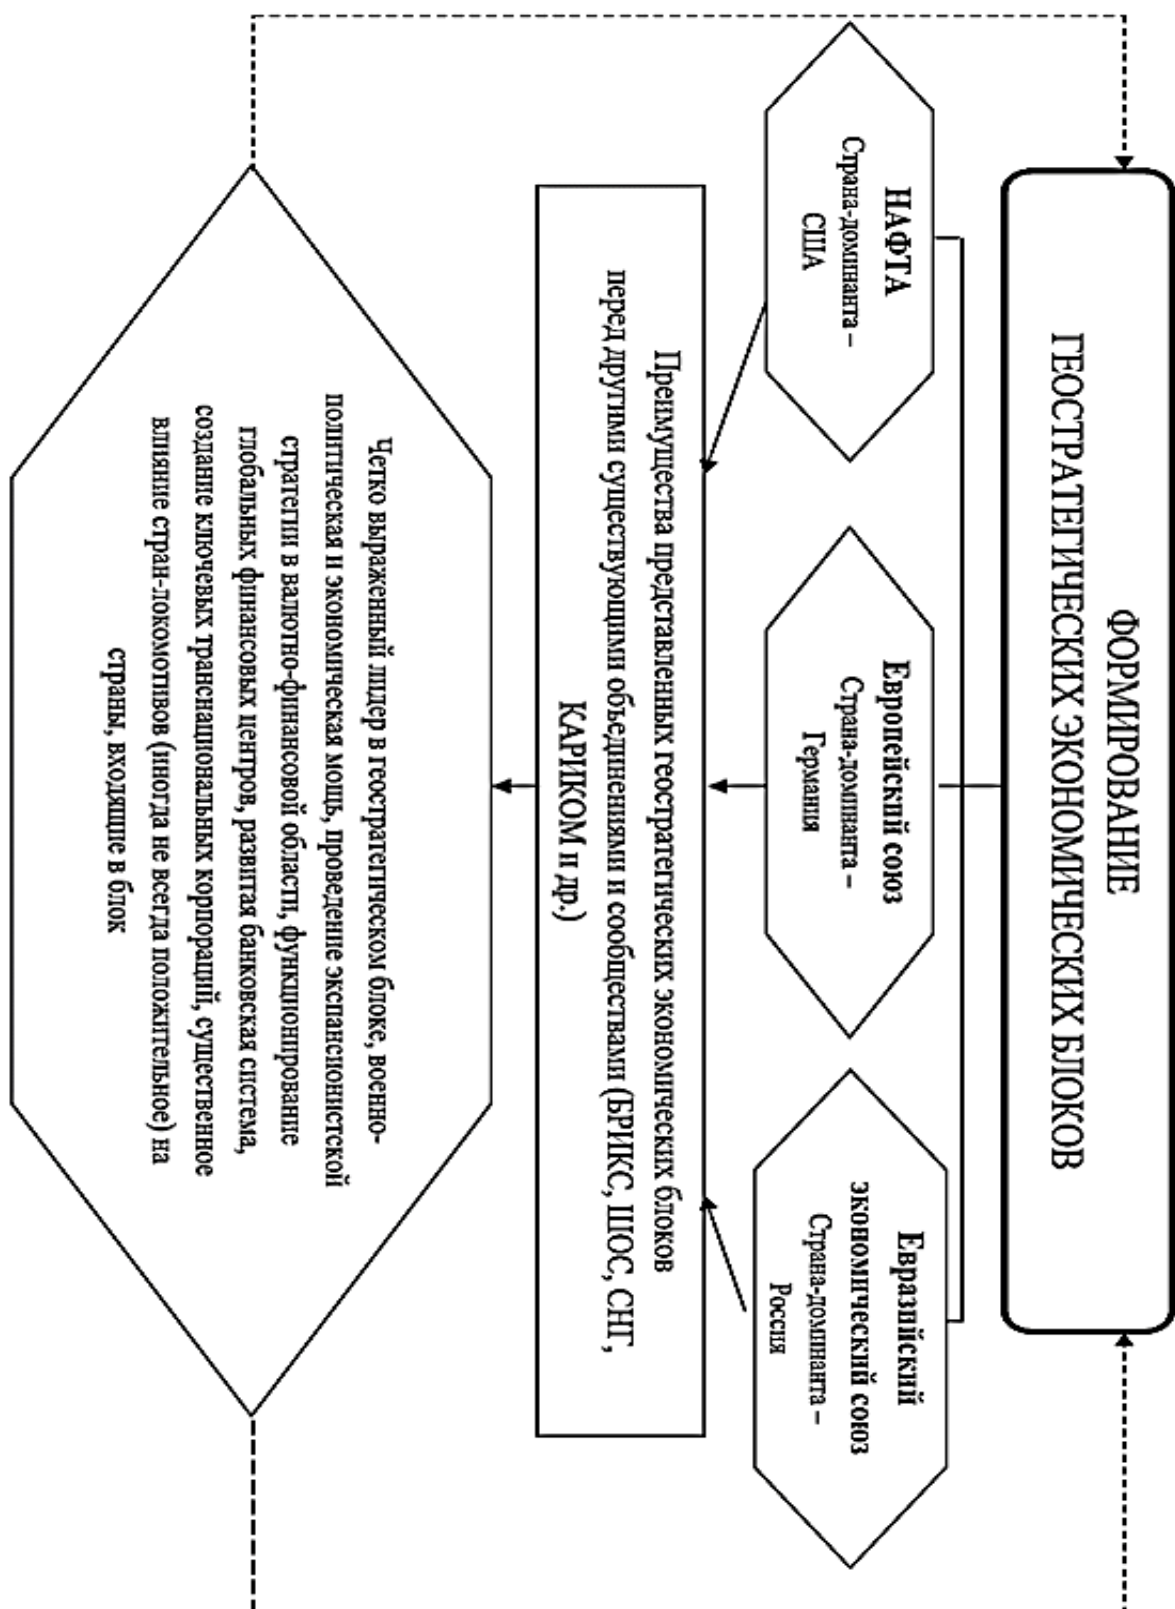 ФОРМИРОВАНИЕ
ГЕОСТРАТЕГИЧЕСКИХ ЭКОНОМИЧЕСКИХ БЛОКОВ
НАФТА
Страна-доминанта –
США
Европейский союз
Страна-доминанта –
Германия
Евразийский
экономический союз
Страна-доминанта –
Россия
Преимущества представленных геостратегических экономических блоков
перед другими существующими объединениями и сообществами (БРИКС, ШОС, СНГ,
КАРИКОМ и др.)
Четко выраженный лидер в геостратегическом блоке, военно-
политическая и экономическая мощь, проведение экспансионистской
стратегии в валютно-финансовой области, функционирование
глобальных финансовых центров, развитая банковская система,
создание ключевых транснациональных корпораций, существенное
влияние стран-локомотивов (иногда не всегда положительное) на
страны, входящие в блок